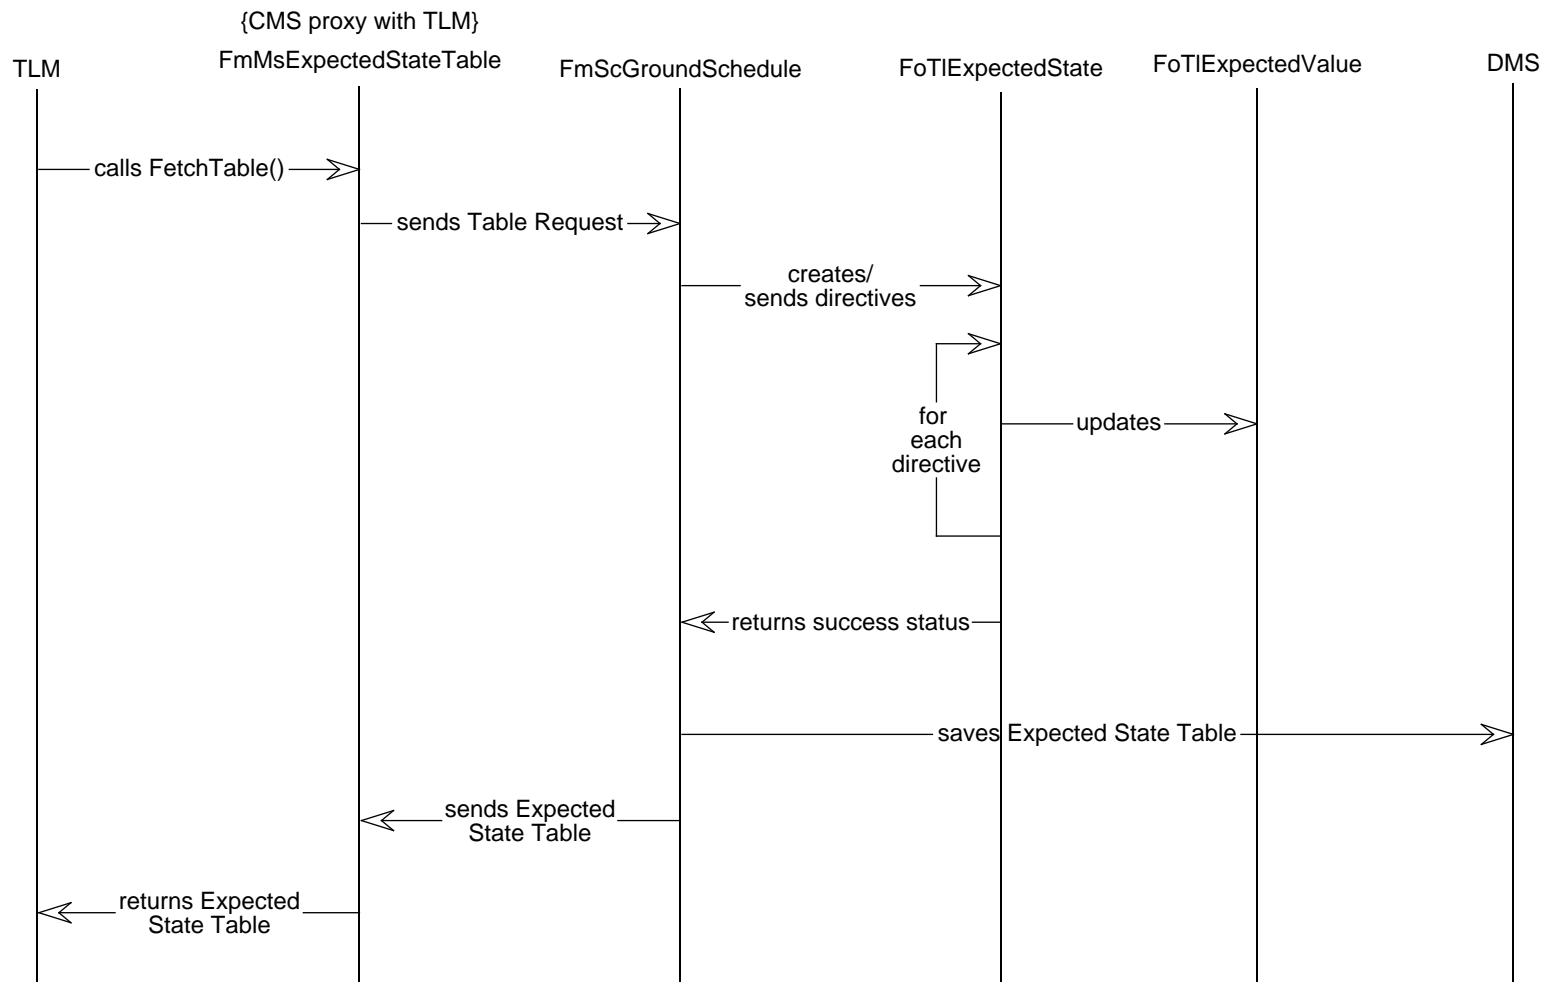 {CMS proxy with TLM}
TLM
FmMsExpectedStateTable
FmScGroundSchedule
FoTlExpectedState
FoTlExpectedValue
DMS
calls FetchTable()
sends Table Request
creates/
sends directives
for
each
directive
updates
returns success status
saves Expected State Table
sends Expected
State Table
returns Expected
State Table